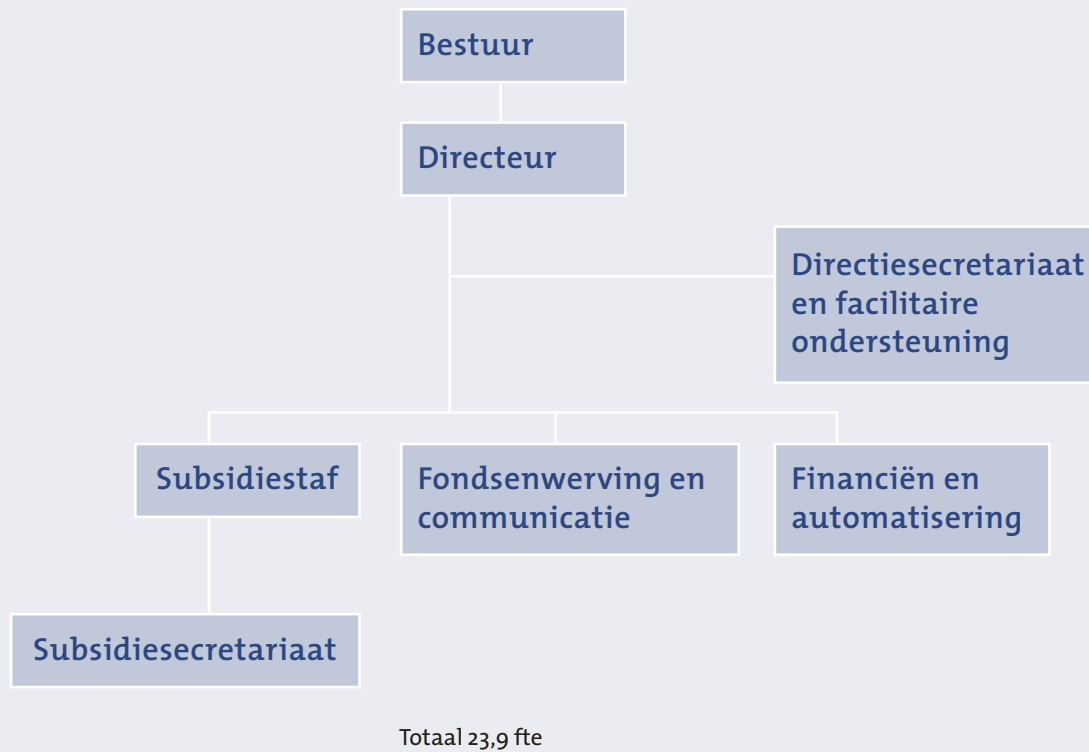 Bestuur
Directeur
Directiesecretariaat
en facilitaire
ondersteuning
Subsidiestaf
Fondsenwerving en
communicatie
Financiën en
automatisering
Subsidiesecretariaat
Totaal 23,9 fte